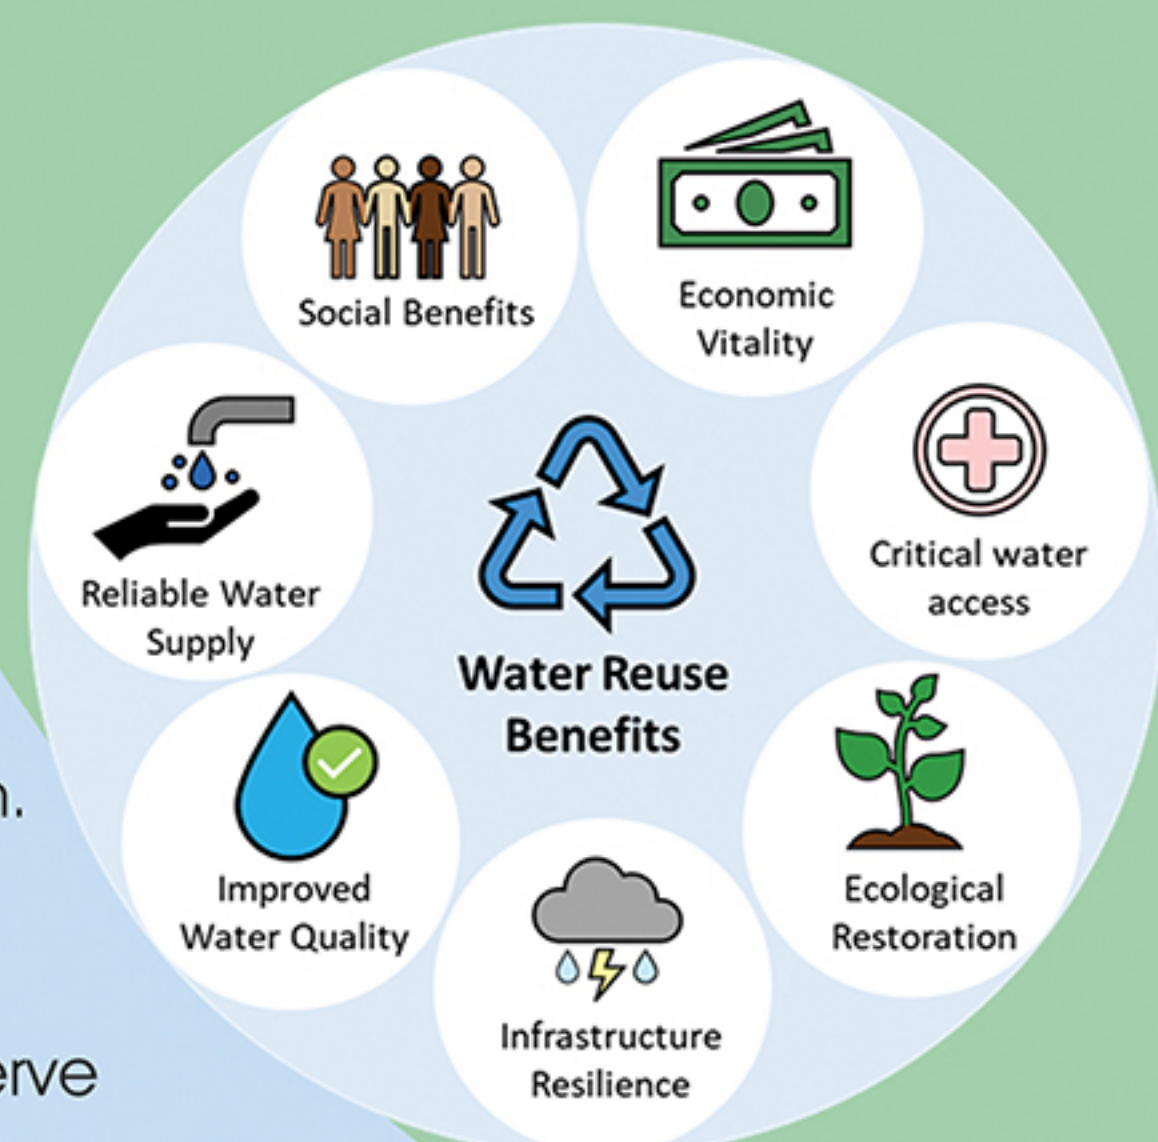 Social Benefits
Economic
Vitality
Critical water
access
Ecological
Restoration
Infrastructure
Resilience
Improved
Water Quality
Reliable Water
Supply
Water Reuse
Benefits